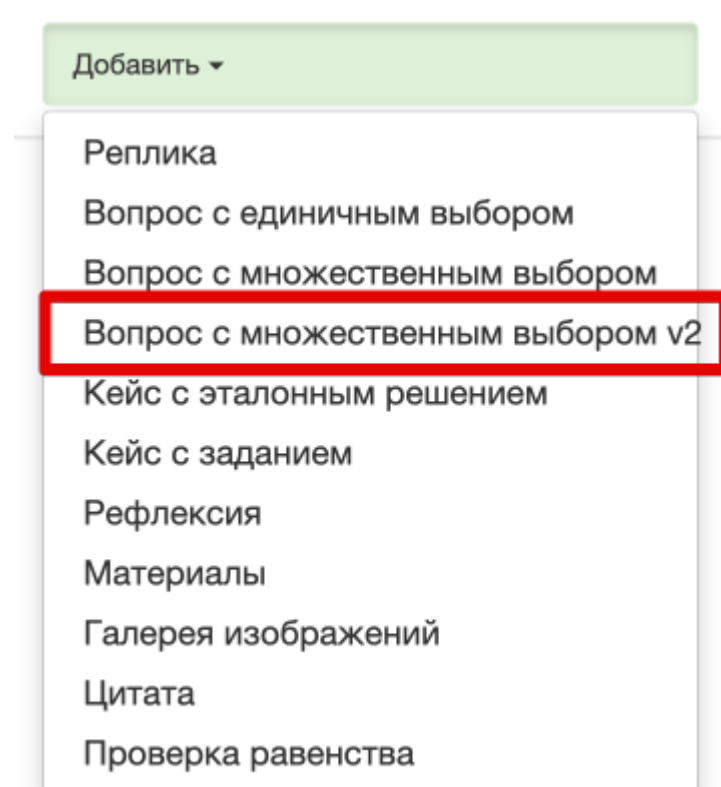 Добавить
Реплика
Вопрос с единичным выбором
Вопрос с множественным выбором
Вопрос с множественным выбором v2
Кейс с эталонным решением
Кейс с заданием
Рефлексия
Материалы
Галерея изображений
Цитата
Проверка равенства